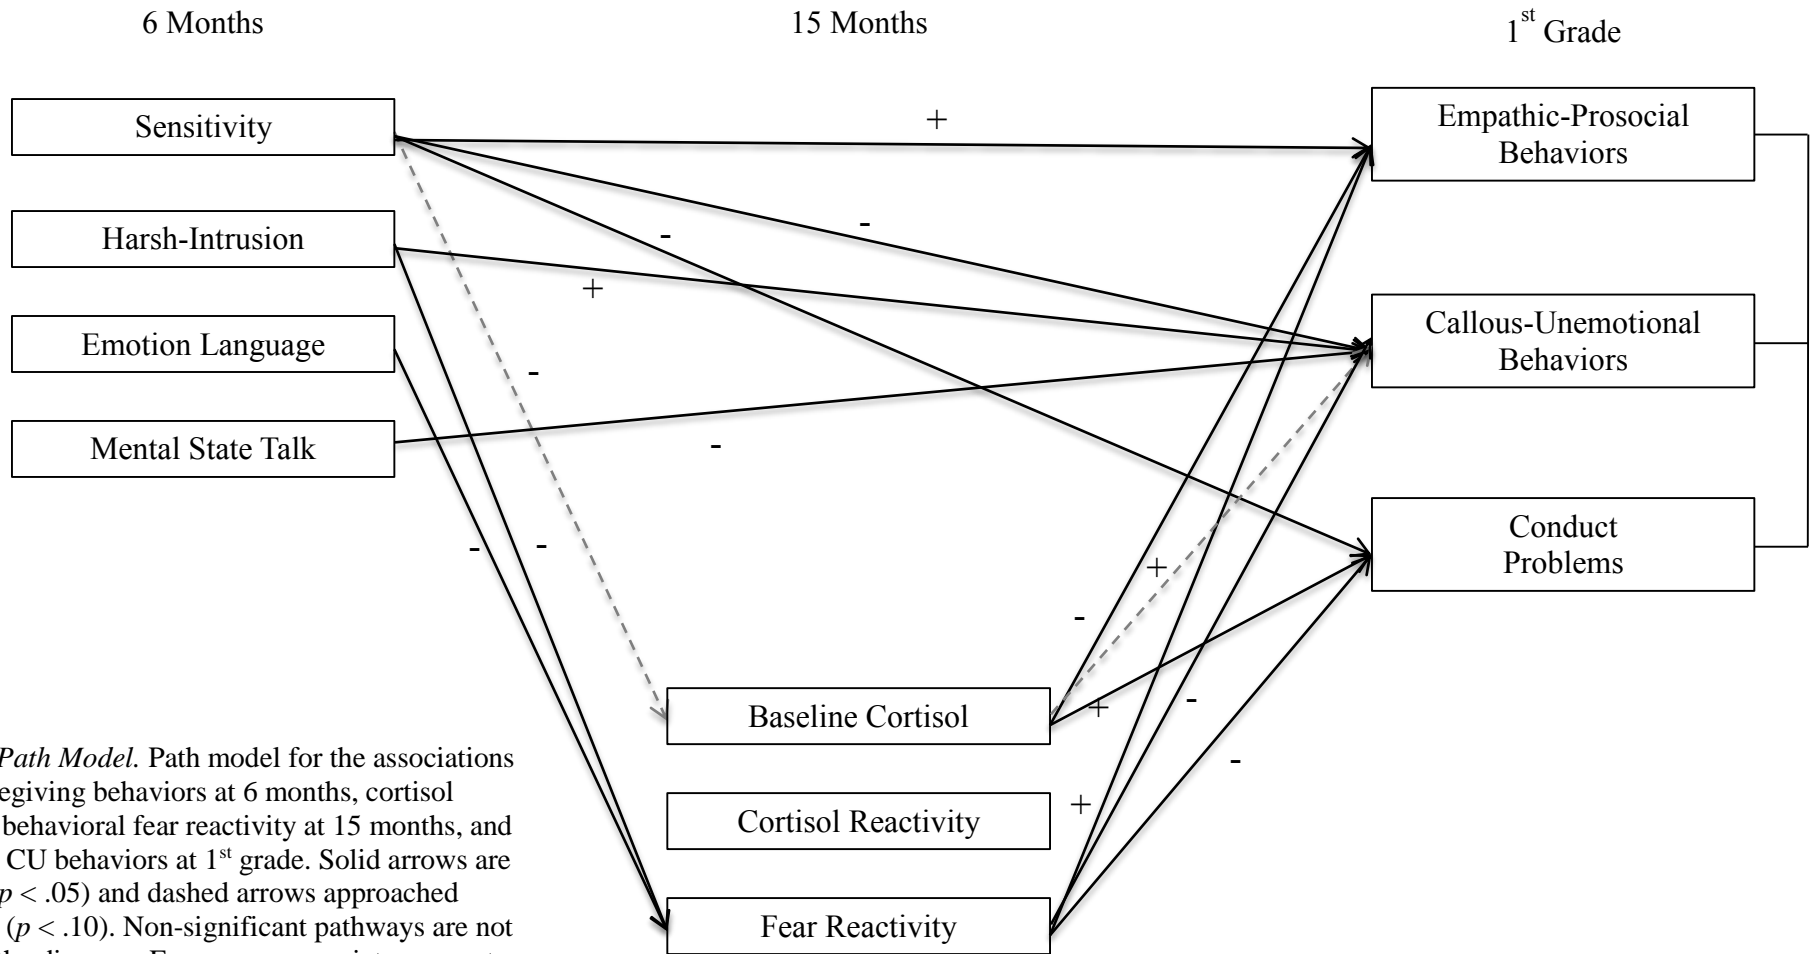 6 Months
15 Months
1st Grade
Sensitivity
Harsh-Intrusion
Emotion Language
Mental State Talk
+
-
-
+
-
-
-
-
Empathic-Prosocial
Behaviors
Callous-Unemotional
Behaviors
Conduct
Problems
+
-
+
-
-
+
Baseline Cortisol
Cortisol Reactivity
Fear Reactivity
Path Model. Path model for the associations
egiving behaviors at 6 months, cortisol
behavioral fear reactivity at 15 months, and
CU behaviors at 1st grade. Solid arrows are
p < .05) and dashed arrows approached
(p < .10). Non-significant pathways are not